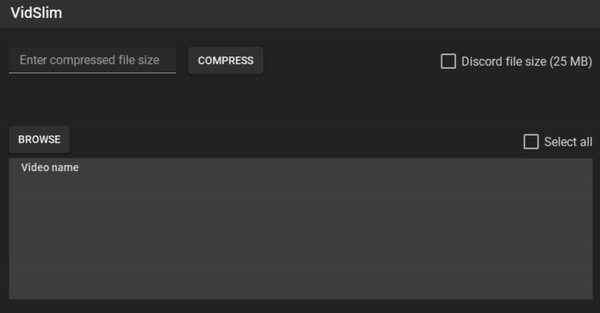 VidSlim
Enter compressed file size
COMPRESS
Discord file size (25 MB)
BROWSE
Select all
Video name